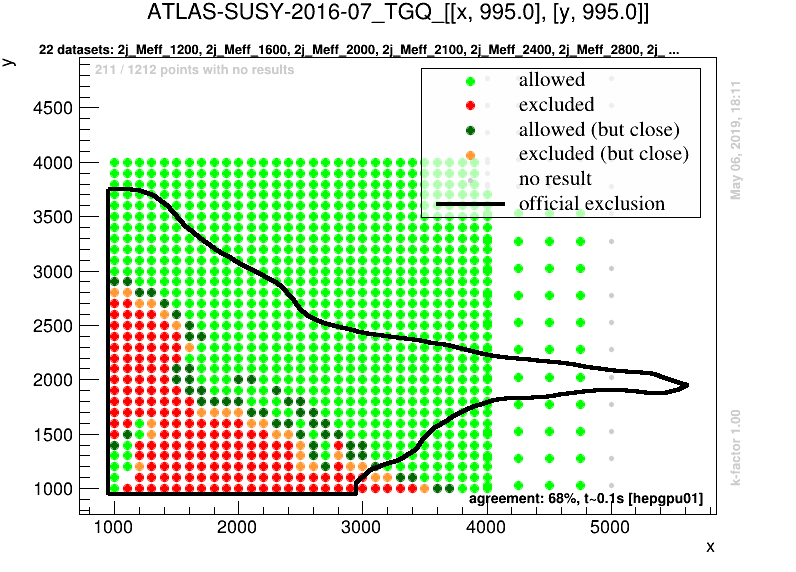 ATLAS-SUSY-2016-07_TGQ_[[x, 995.0], [y, 995.0]]
22 datasets: 2j_Meff_1200, 2j_Meff_1600, 2j_Meff_2000, 2j_Meff_2100, 2j_Meff_2400, 2j_Meff_2800, 2j_ ...
y
211 / 1212 points with no results
allowed
excluded
allowed (but close)
excluded (but close)
no result
official exclusion
4500
4000
3500
3000
2500
2000
1500
1000
agreement: 68%, t~0.1s [hepgpu01]
1000 2000 3000 4000 5000
x
May 06, 2019, 18:11
k-factor 1.00